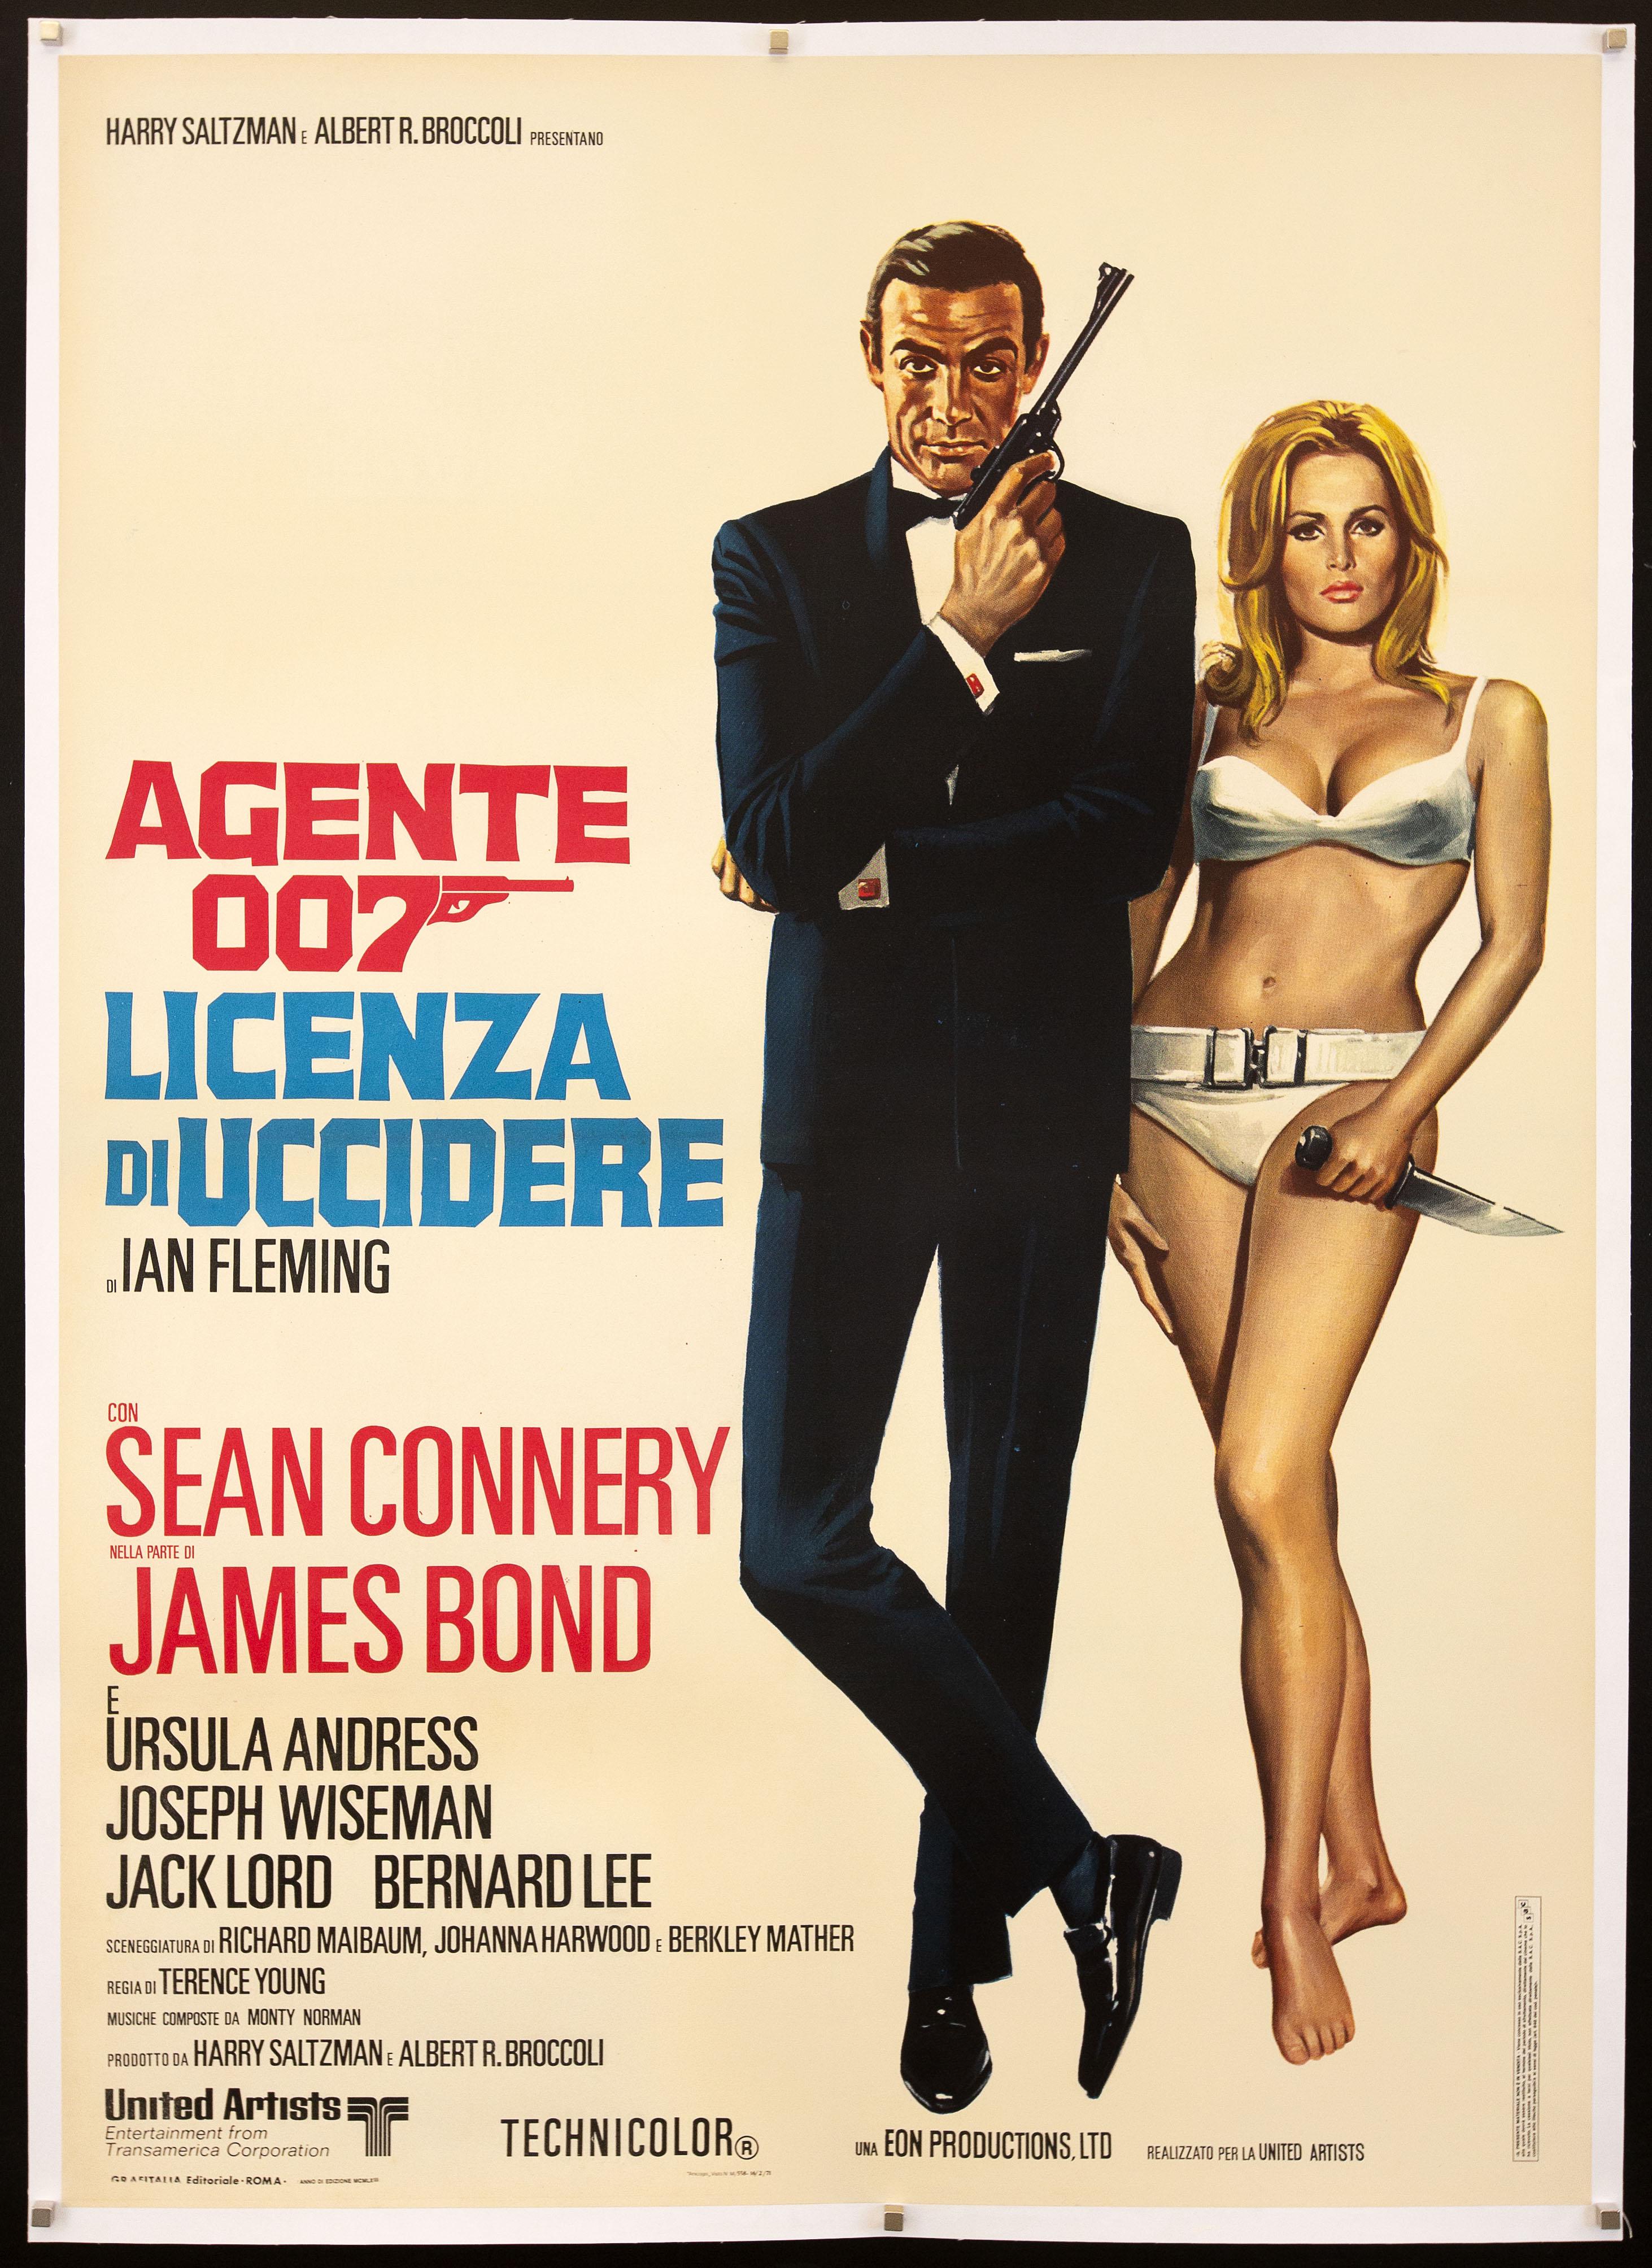 HARRY SALTZMAN E ALBERT R. BROCCOLI PRESENTANO
AGENTE
007
LICENZA
DI UCCIDERE
DI IAN FLEMING
CON
SEAN CONNERY
NELLA PARTE DI
JAMES BOND
E
URSULA ANDRESS
JOSEPH WISEMAN
JACK LORD BERNARD LEE
SCENEGGIATURA DI RICHARD MAIBAUM, JOHANNA HARWOOD E BERKLEY MATHER
REGIA DI TERENCE YOUNG
MUSICHE COMPOSTE DA MONTY NORMAN
PRODOTTO DA HARRY SALTZMAN E ALBERT R. BROCCOLI
United Artists
Entertainment from
Transamerica Corporation
TECHNICOLOR®
UNA EON PRODUCTIONS, LTD
REALIZZATO PER LA UNITED ARTISTS
GRAFITALIA Editoriale - ROMA -